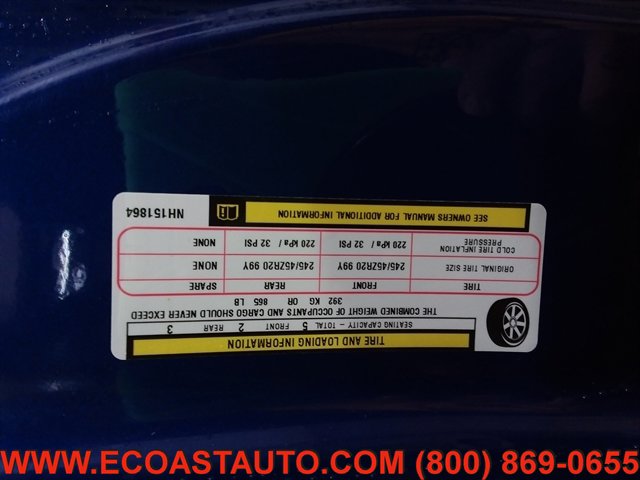 TIRE AND LOADING INFORMATION
SEATING CAPACITY – TOTAL 5 FRONT 2 REAR 3
THE COMBINED WEIGHT OF OCCUPANTS AND CARGO SHOULD NEVER EXCEED
392 KG OR 865 LB
TIRE FRONT REAR SPARE
ORIGINAL TIRE SIZE 245/45ZR20 99Y 245/45ZR20 99Y NONE
COLD TIRE INFLATION PRESSURE 220 kPa / 32 PSI 220 kPa / 32 PSI NONE
SEE OWNERS MANUAL FOR ADDITIONAL INFORMATION
NH151864
WWW.ECOASTAUTO.COM (800) 869-0655